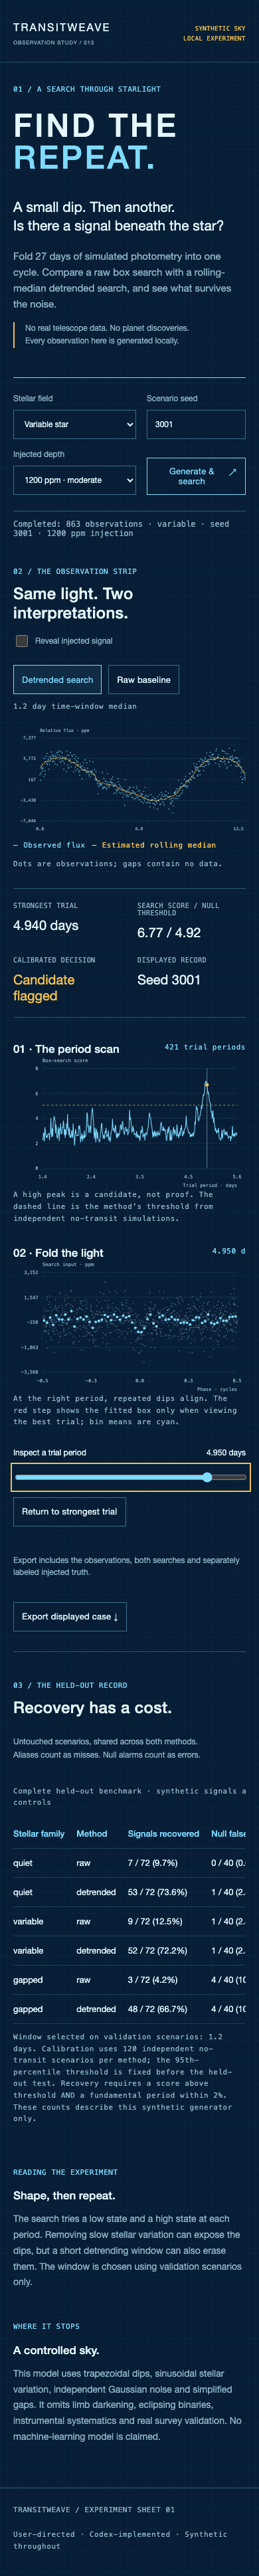 TRANSITWEAVE
OBSERVATION STUDY / 013
SYNTHETIC SKY
LOCAL EXPERIMENT
01 / A SEARCH THROUGH STARLIGHT
FIND THE
REPEAT.
A small dip. Then another.
Is there a signal beneath the star?
Fold 27 days of simulated photometry into one
cycle. Compare a raw box search with a rolling-
median detrended search, and see what survives
the noise.
No real telescope data. No planet discoveries.
Every observation here is generated locally.
Stellar field
Scenario seed
Variable star
3001
Injected depth
1200 ppm · moderate
Generate &
search
↗
Completed: 863 observations · variable · seed
3001 · 1200 ppm injection
02 / THE OBSERVATION STRIP
Same light. Two
interpretations.
Reveal injected signal
Detrended search
Raw baseline
1.2 day time-window median
Relative flux · ppm
7,377
3,772
167
-3,438
-7,044
0.0
6.8
13.5
— Observed flux — Estimated rolling median
Dots are observations; gaps contain no data.
STRONGEST TRIAL
4.940 days
SEARCH SCORE / NULL
THRESHOLD
6.77 / 4.92
CALIBRATED DECISION
Candidate
flagged
DISPLAYED RECORD
Seed 3001
01 · The period scan
421 trial periods
Box-search score
8
6
4
2
0
1.4
2.4
3.5
4.5
5.6
Trial period · days
A high peak is a candidate, not proof. The
dashed line is the method's threshold from
independent no-transit simulations.
02 · Fold the light
4.950 d
Search input · ppm
3,252
1,547
-158
-1,863
-3,568
-0.5
-0.3
0.0
0.3
0.5
Phase · cycles
At the right period, repeated dips align. The
red step shows the fitted box only when viewing
the best trial; bin means are cyan.
Inspect a trial period
4.950 days
Return to strongest trial
Export includes the observations, both searches and separately
labeled injected truth.
Export displayed case ↓
03 / THE HELD-OUT RECORD
Recovery has a cost.
Untouched scenarios, shared across both methods.
Aliases count as misses. Null alarms count as errors.
Complete held-out benchmark · synthetic signals a
controls
Stellar family Method Signals recovered Null false
quiet raw 7 / 72 (9.7%) 0 / 40 (0.
quiet detrended 53 / 72 (73.6%) 1 / 40 (2.
variable raw 9 / 72 (12.5%) 1 / 40 (2.
variable detrended 52 / 72 (72.2%) 1 / 40 (2.
gapped raw 3 / 72 (4.2%) 4 / 40 (10
gapped detrended 48 / 72 (66.7%) 4 / 40 (10
Window selected on validation scenarios: 1.2
days. Calibration uses 120 independent no-
transit scenarios per method; the 95th-
percentile threshold is fixed before the held-
out test. Recovery requires a score above
threshold AND a fundamental period within 2%.
These counts describe this synthetic generator
only.
READING THE EXPERIMENT
Shape, then repeat.
The search tries a low state and a high state at each
period. Removing slow stellar variation can expose the
dips, but a short detrending window can also erase
them. The window is chosen using validation scenarios
only.
WHERE IT STOPS
A controlled sky.
This model uses trapezoidal dips, sinusoidal stellar
variation, independent Gaussian noise and simplified
gaps. It omits limb darkening, eclipsing binaries,
instrumental systematics and real survey validation. No
machine-learning model is claimed.
TRANSITWEAVE / EXPERIMENT SHEET 01
User-directed · Codex-implemented · Synthetic
throughout